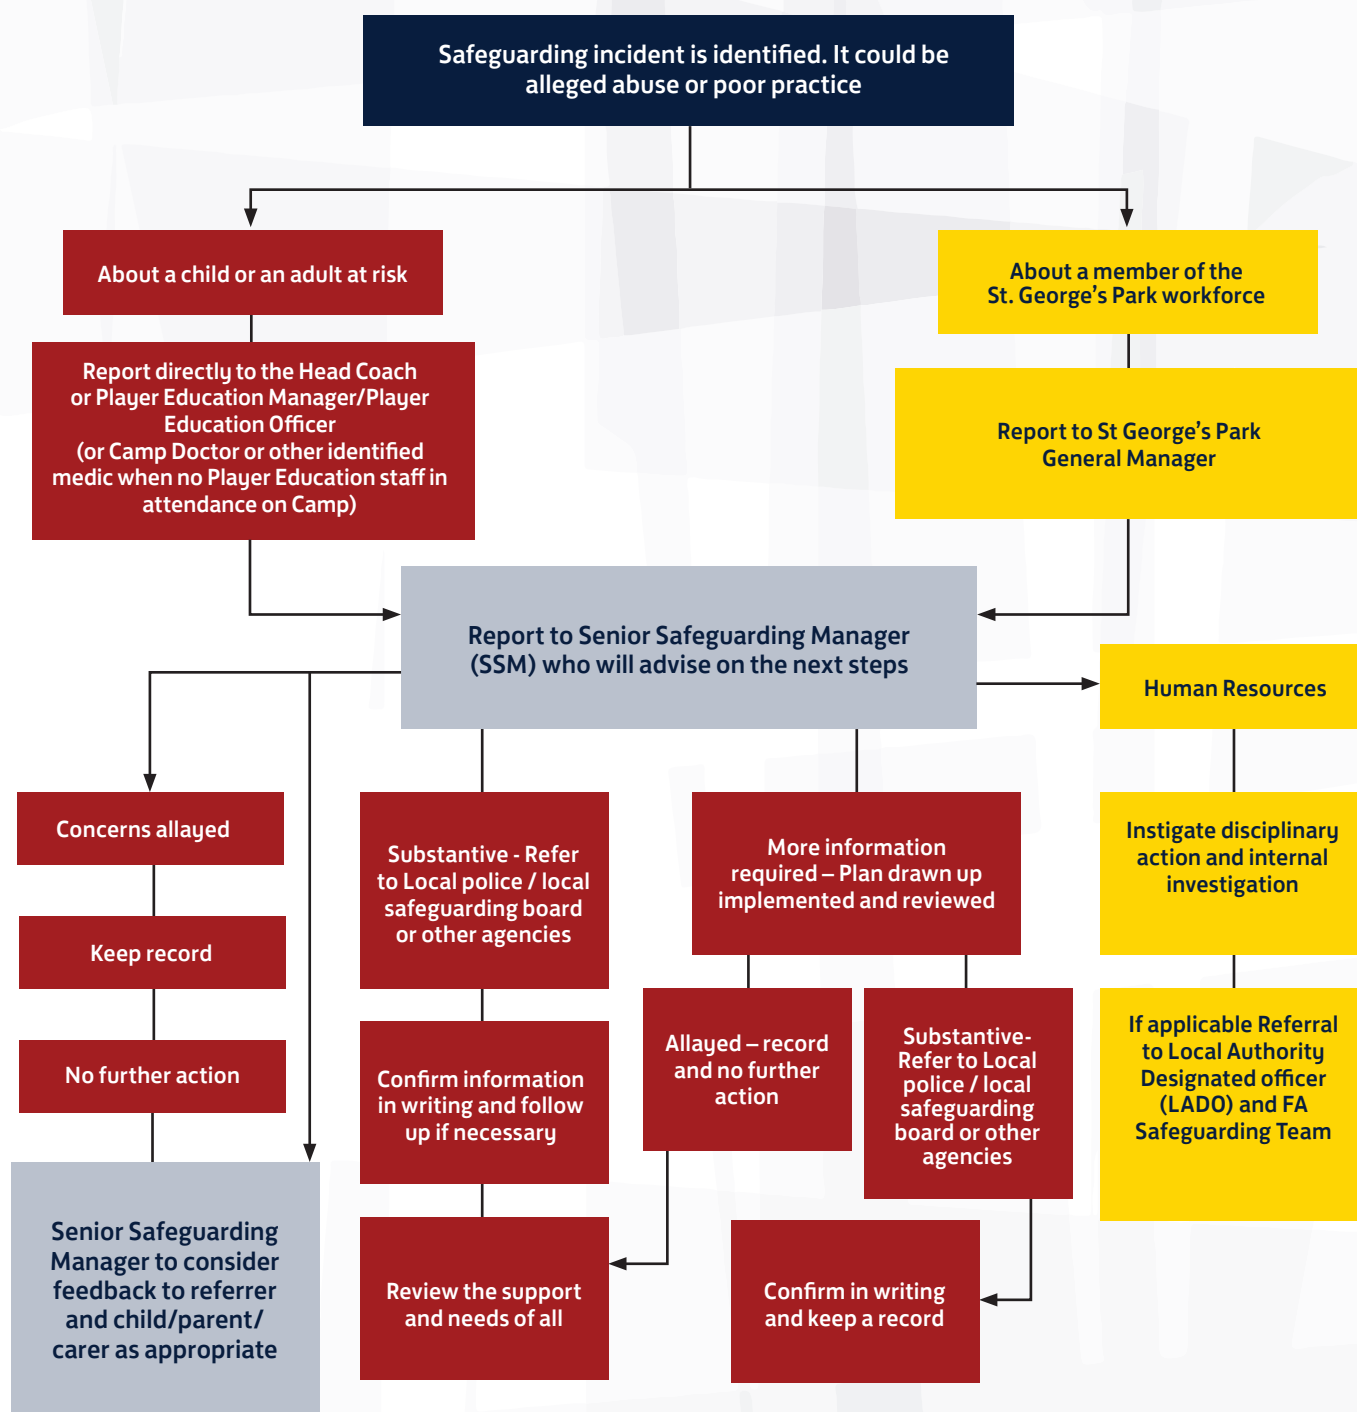 Safeguarding incident is identified. It could be
alleged abuse or poor practice
About a child or an adult at risk
About a member of the
St. George’s Park workforce
Report directly to the Head Coach
or Player Education Manager/Player
Education Officer
(or Camp Doctor or other identified
medic when no Player Education staff in
attendance on Camp)
Report to St George’s Park
General Manager
Report to Senior Safeguarding Manager
(SSM) who will advise on the next steps
Human Resources
Concerns allayed
Keep record
No further action
Senior Safeguarding
Manager to consider
feedback to referrer
and child/parent/
carer as appropriate
Substantive - Refer
to Local police / local
safeguarding board
or other agencies
Confirm information
in writing and follow
up if necessary
Review the support
and needs of all
More information
required – Plan drawn up
implemented and reviewed
Allayed – record
and no further
action
Substantive-
Refer to Local
police / local
safeguarding
board or other
agencies
Confirm in writing
and keep a record
Instigate disciplinary
action and internal
investigation
If applicable Referral
to Local Authority
Designated officer
(LADO) and FA
Safeguarding Team